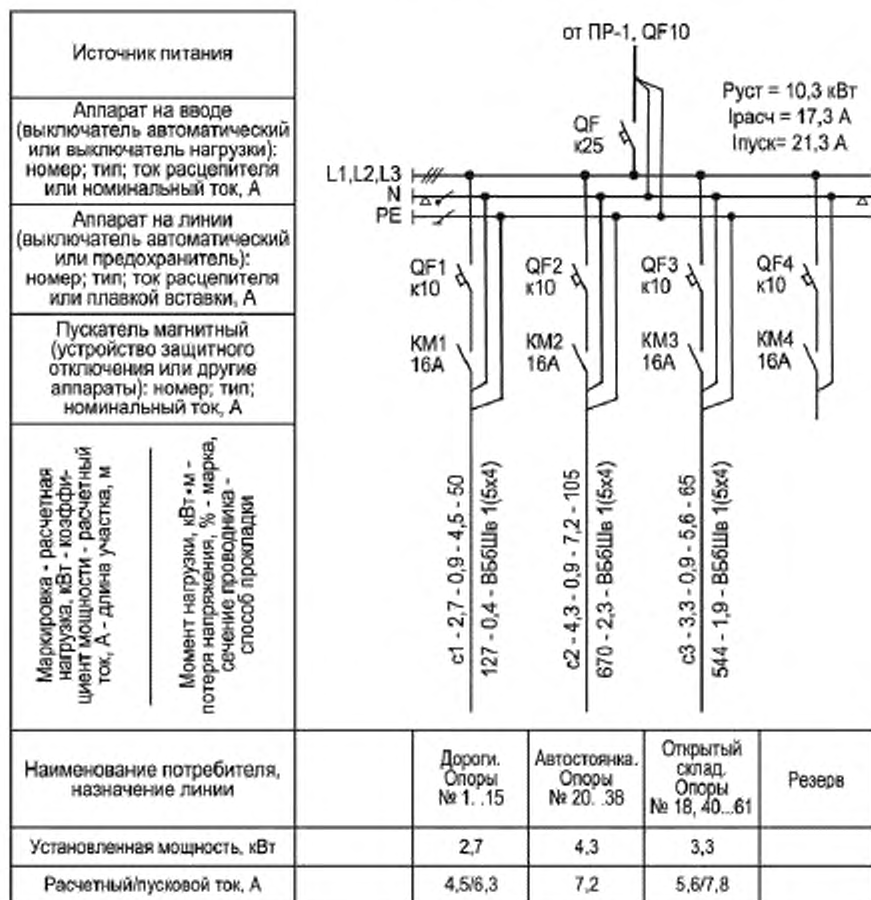 Источник питания
Аппарат на вводе
(выключатель автоматический
или выключатель нагрузки):
номер; тип; ток расцепителя
или номинальный ток, А
Аппарат на линии
(выключатель автоматический
или предохранитель):
номер; тип; ток расцепителя
или плавкой вставки, А
Пускатель магнитный
(устройство защитного
отключения или другие
аппараты): номер; тип;
номинальный ток, А
Маркировка - расчетная
нагрузка, кВт - коэффи-
циент мощности - расчетный
ток, А - длина участка, м
Момент нагрузки, кВт•м -
потеря напряжения, % - марка,
сечение проводника -
способ прокладки
от ПР-1, QF10
Pуст = 10,3 кВт
Iрасч = 17,3 А
Iпуск= 21,3 А
QF
к25
L1,L2,L3
N
PE
QF1
к10
QF2
к10
QF3
к10
QF4
к10
КМ1
16А
КМ2
16А
КМ3
16А
КМ4
16А
с1 - 2,7 - 0,9 - 4,5 - 50
127 - 0,4 - ВБбШв 1(5х4)
с2 - 4,3 - 0,9 - 7,2 - 105
670 - 2,3 - ВБбШв 1(5х4)
с3 - 3,3 - 0,9 - 5,6 - 65
544 - 1,9 - ВБбШв 1(5х4)
Наименование потребителя,
назначение линии
Дороги.
Опоры
№ 1. .15
Автостоянка.
Опоры
№ 20. .38
Открытый
склад.
Опоры
№ 18, 40...61
Резерв
Установленная мощность, кВт
2,7
4,3
3,3
Расчетный/пусковой ток, А
4,5/6,3
7,2
5,6/7,8